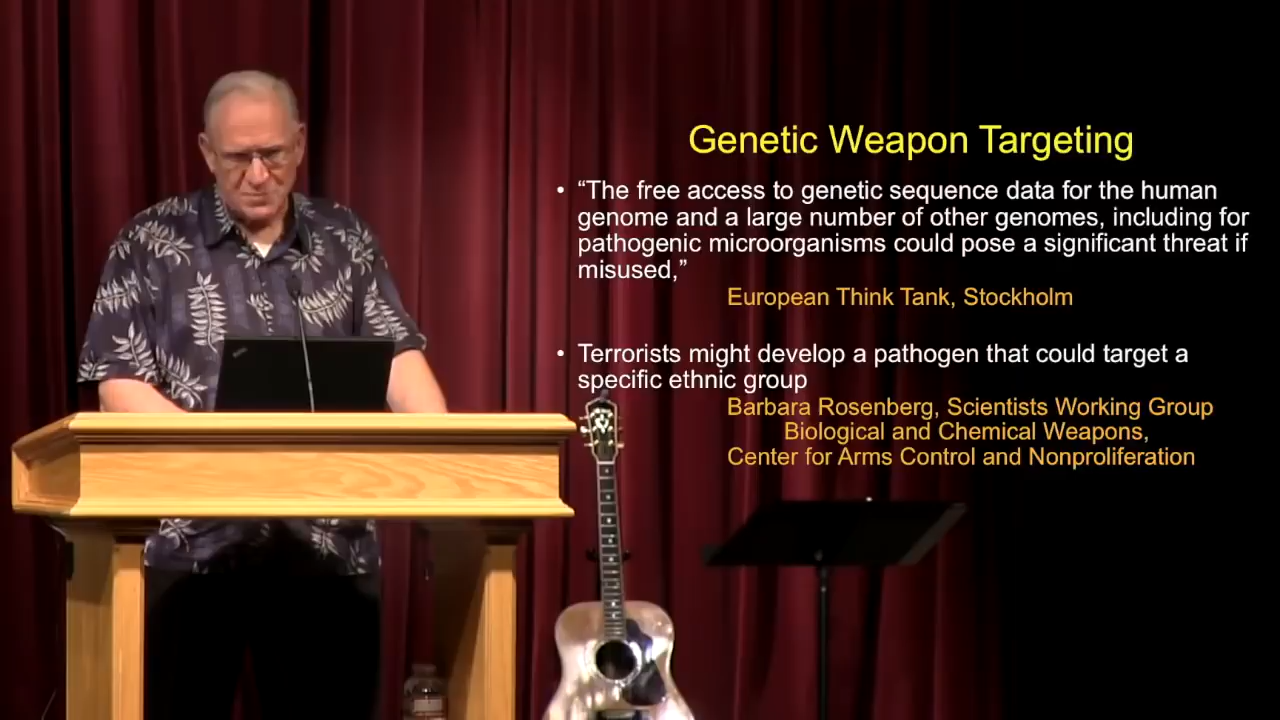 Genetic Weapon Targeting
• “The free access to genetic sequence data for the human
genome and a large number of other genomes, including for
pathogenic microorganisms could pose a significant threat if
misused,”
European Think Tank, Stockholm
• Terrorists might develop a pathogen that could target a
specific ethnic group
Barbara Rosenberg, Scientists Working Group
Biological and Chemical Weapons,
Center for Arms Control and Nonproliferation